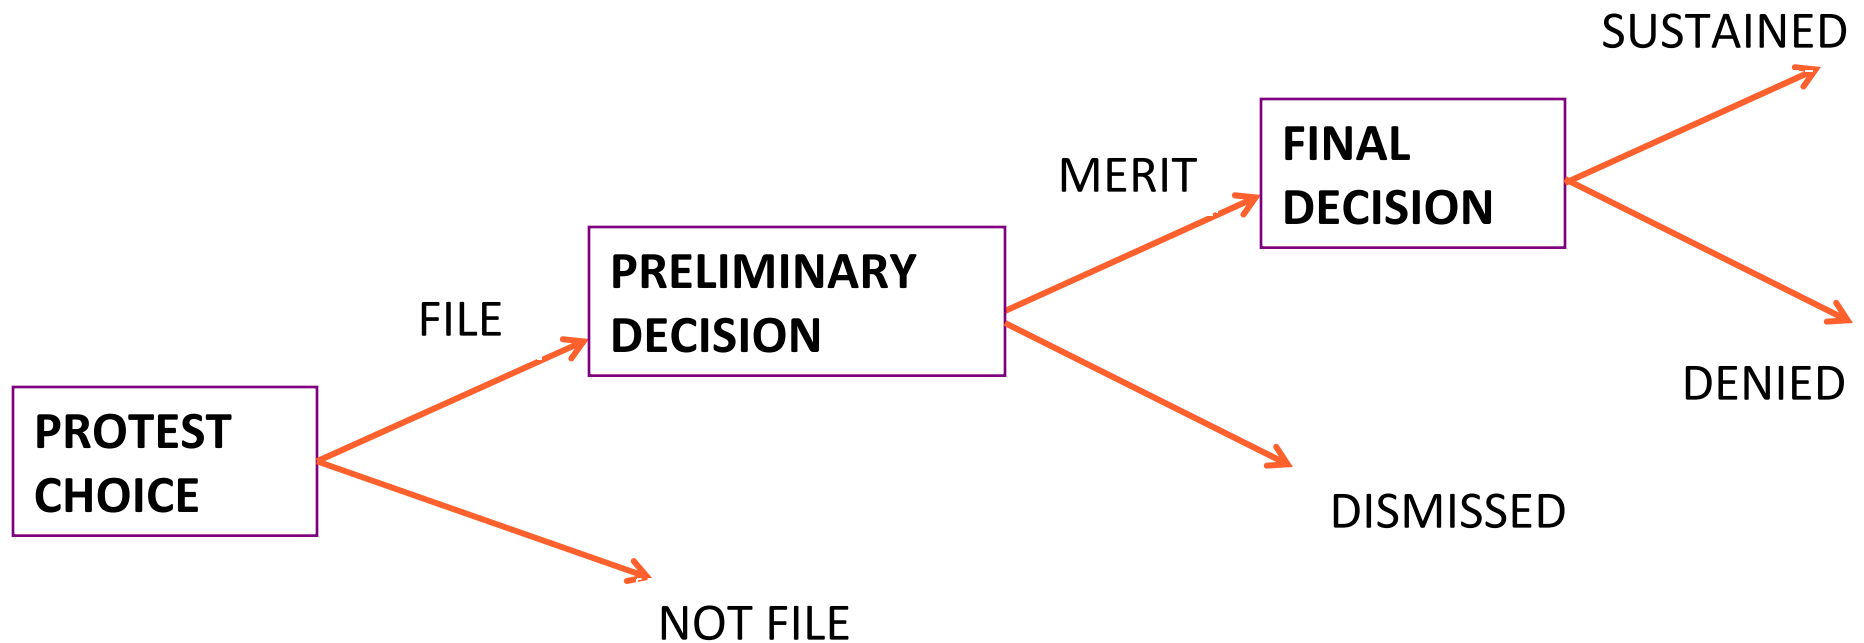 SUSTAINED
FINAL
DECISION
MERIT
PRELIMINARY
DECISION
FILE
DENIED
PROTEST
CHOICE
DISMISSED
NOT FILE